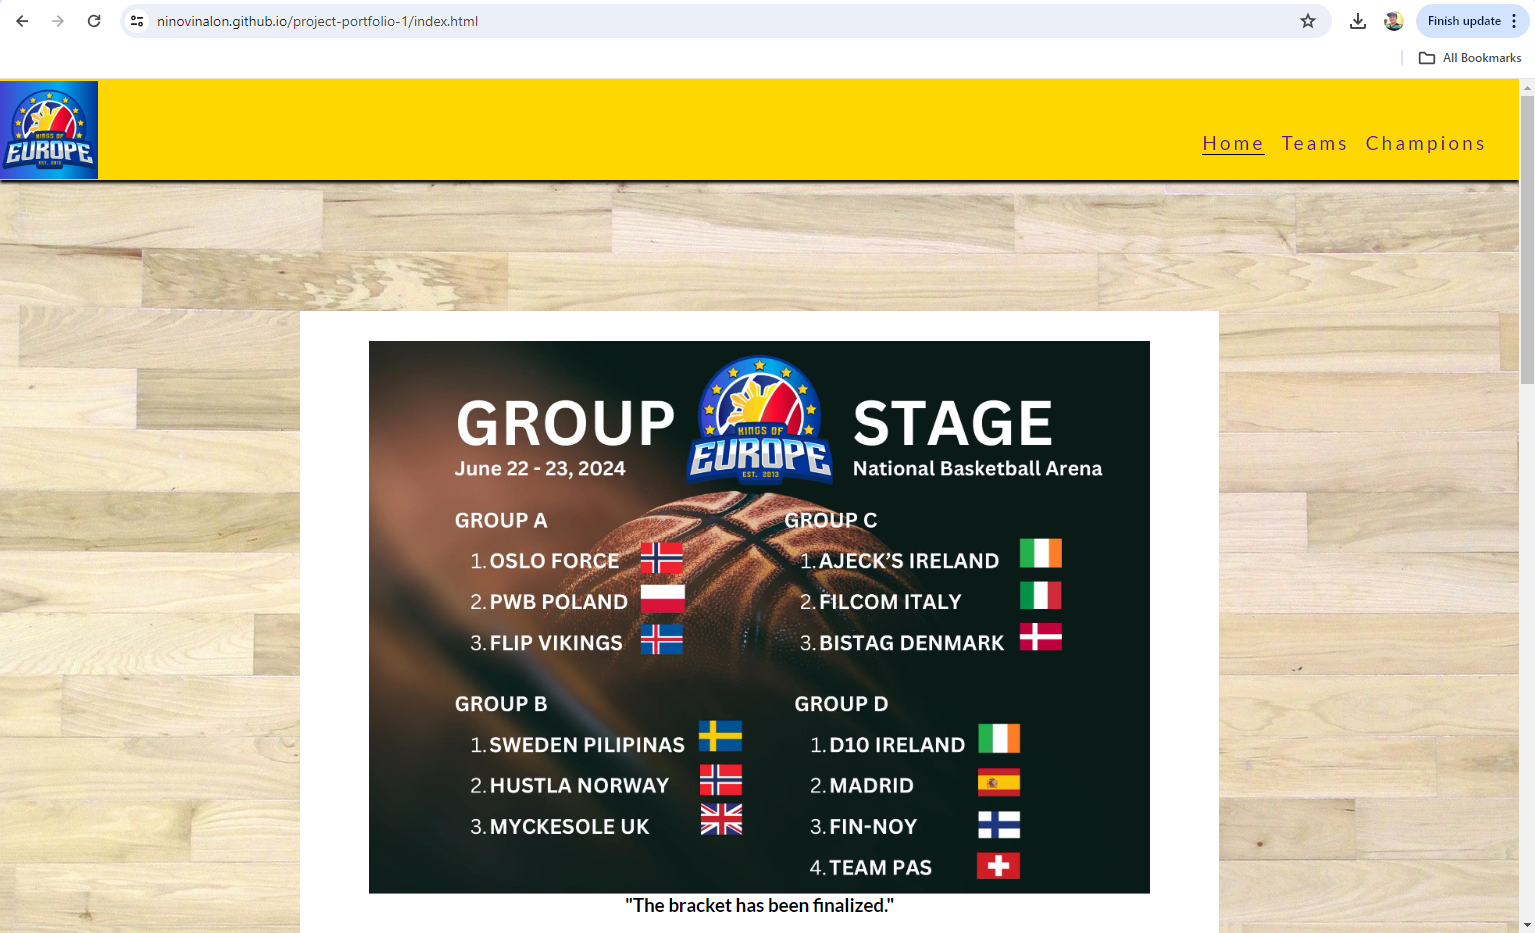 ninovinalon.github.io/project-portfolio-1/index.html
Finish update
All Bookmarks
KINGS OF
EUROPE
EST. 2013
Home Teams Champions
GROUP STAGE
KINGS OF
EUROPE
EST. 2013
June 22 - 23, 2024
National Basketball Arena
GROUP A
1. OSLO FORCE
2. PWB POLAND
3. FLIP VIKINGS
GROUP C
1. AJECK’S IRELAND
2. FILCOM ITALY
3. BISTAG DENMARK
GROUP B
1. SWEDEN PILIPINAS
2. HUSTLA NORWAY
3. MYCKESOLE UK
GROUP D
1. D10 IRELAND
2. MADRID
3. FIN-NOY
4. TEAM PAS
"The bracket has been finalized."